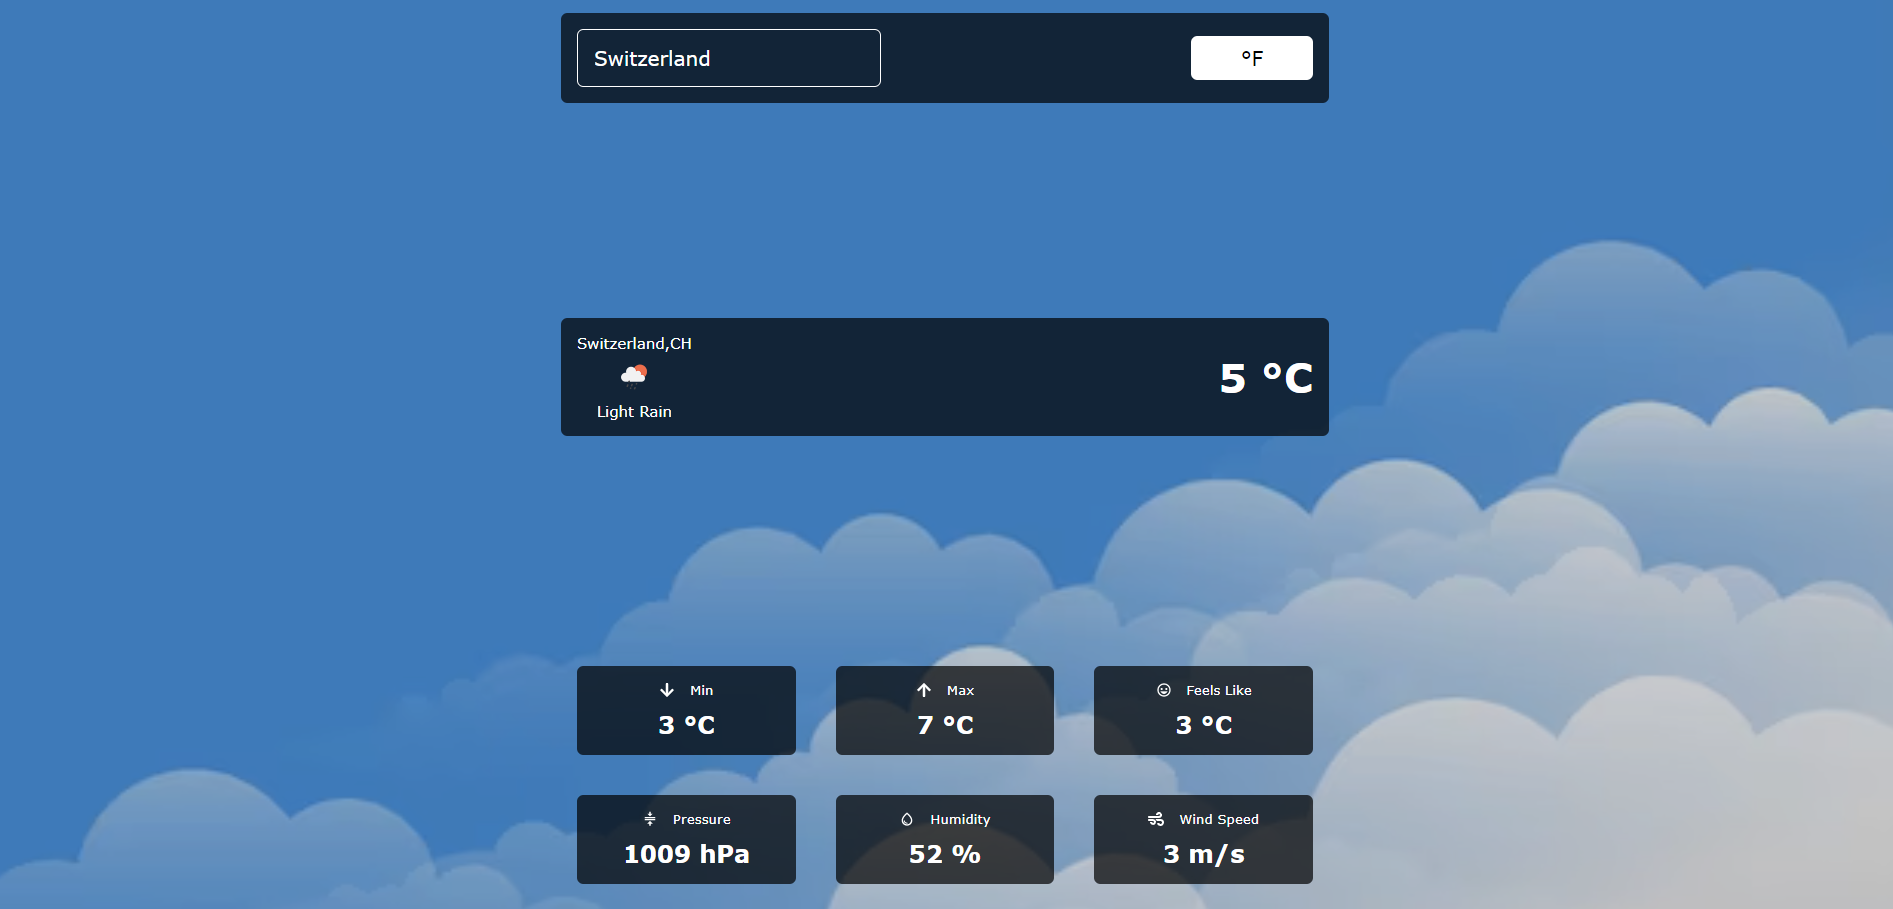 Switzerland
°F
Switzerland,CH
Light Rain
5 °C
Min
3 °C
Max
7 °C
Feels Like
3 °C
Pressure
1009 hPa
Humidity
52 %
Wind Speed
3 m/s